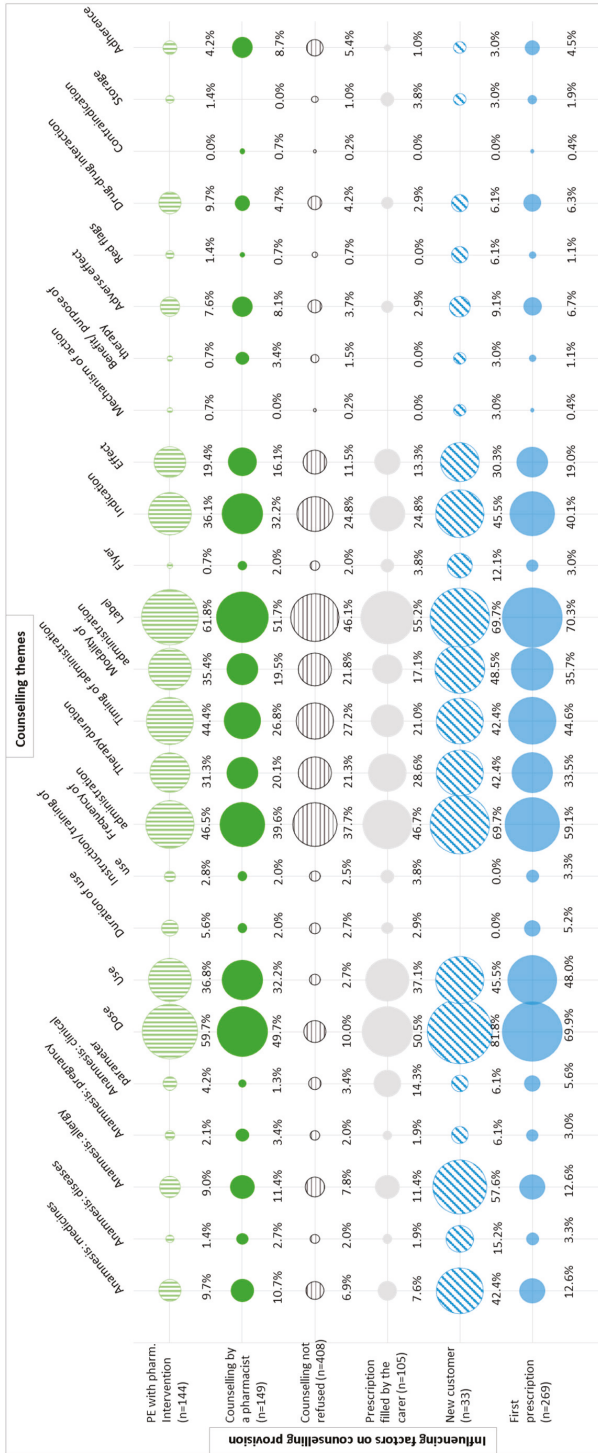 Counselling themes
Anamnesis: medicines
Anamnesis: diseases
Anamnesis: allergy
Anamnesis: pregnancy
Anamnesis: clinical
parameter
Dose
Use
Duration of use
Instruction/ training of
use
Frequency of
administration
Therapy duration
Timing of administration
Modality of
administration
Label
Flyer
Indication
Effect
Mechanism of action
Benefit/ purpose of
therapy
Adverse effect
Red flags
Drug-drug interaction
Contraindication
Storage
Adherence
Influencing factors on counselling provision
PE with pharm.
Intervention
(n=144)
9.7% 1.4% 9.0% 2.1% 4.2% 59.7% 36.8% 5.6% 2.8% 46.5% 31.3% 44.4% 35.4% 61.8% 0.7% 36.1% 19.4% 0.7% 0.7% 7.6% 1.4% 9.7% 0.0% 1.4% 4.2%
Counselling by
a pharmacist
(n=149)
10.7% 2.7% 11.4% 3.4% 1.3% 49.7% 32.2% 2.0% 2.0% 39.6% 20.1% 26.8% 19.5% 51.7% 2.0% 32.2% 16.1% 0.0% 3.4% 8.1% 0.7% 4.7% 0.7% 0.0% 8.7%
Counselling not
refused (n=408)
6.9% 2.0% 7.8% 2.0% 3.4% 10.0% 2.7% 2.7% 2.5% 37.7% 21.3% 27.2% 21.8% 46.1% 2.0% 24.8% 11.5% 0.2% 1.5% 3.7% 0.7% 4.2% 0.2% 1.0% 5.4%
Prescription
filled by the
carer (n=105)
7.6% 1.9% 11.4% 1.9% 14.3% 50.5% 37.1% 2.9% 3.8% 46.7% 28.6% 21.0% 17.1% 55.2% 3.8% 24.8% 13.3% 0.0% 0.0% 2.9% 0.0% 2.9% 0.0% 3.8% 1.0%
New customer
(n=33)
42.4% 15.2% 57.6% 6.1% 6.1% 81.8% 45.5% 0.0% 0.0% 69.7% 42.4% 42.4% 48.5% 69.7% 12.1% 45.5% 30.3% 3.0% 3.0% 9.1% 6.1% 6.1% 0.0% 3.0% 3.0%
First
prescription
(n=269)
12.6% 3.3% 12.6% 3.0% 5.6% 69.9% 48.0% 5.2% 3.3% 59.1% 33.5% 44.6% 35.7% 70.3% 3.0% 40.1% 19.0% 0.4% 1.1% 6.7% 1.1% 6.3% 0.4% 1.9% 4.5%